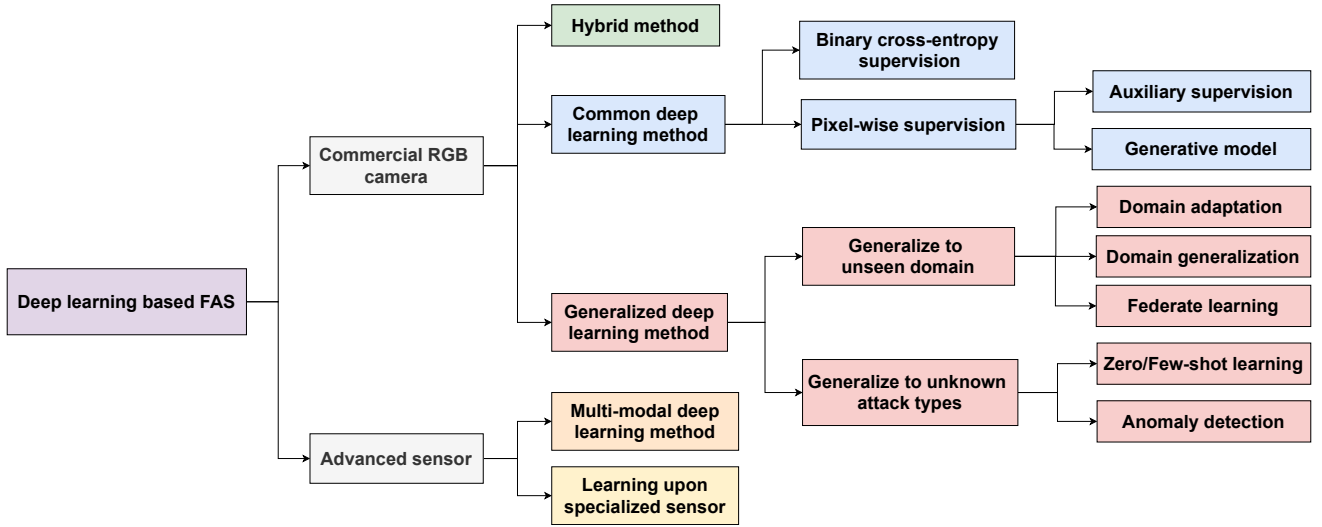 Deep learning based FAS
Commercial RGB
camera
Advanced sensor
Hybrid method
Common deep
learning method
Generalized deep
learning method
Multi-modal deep
learning method
Learning upon
specialized sensor
Binary cross-entropy
supervision
Pixel-wise supervision
Generalize to
unseen domain
Generalize to unknown
attack types
Auxiliary supervision
Generative model
Domain adaptation
Domain generalization
Federate learning
Zero/Few-shot learning
Anomaly detection